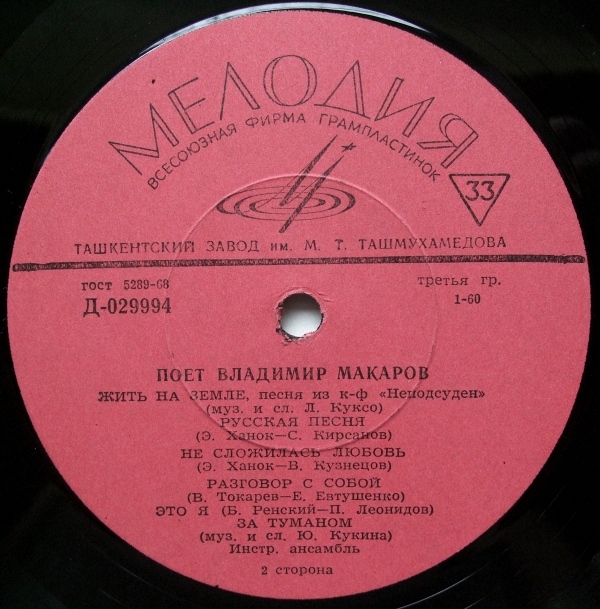 МЕЛОДИЯ
ВСЕСОЮЗНАЯ ФИРМА ГРАМПЛАСТИНОК
33
ТАШКЕНТСКИЙ ЗАВОД им. М. Т. ТАШМУХАМЕДОВА
гост 5289-68
третья гр.
Д-029994
1-60
ПОЕТ ВЛАДИМИР МАКАРОВ
ЖИТЬ НА ЗЕМЛЕ, песня из к-ф «Неподсуден»
(муз. и сл. Л. Куксо)
РУССКАЯ ПЕСНЯ
(Э. Ханок—С. Кирсанов)
НЕ СЛОЖИЛАСЬ ЛЮБОВЬ
(Э. Ханок—В. Кузнецов)
РАЗГОВОР С СОБОЙ
(В. Токарев—Е. Евтушенко)
ЭТО Я (Б. Ренский—П. Леонидов)
ЗА ТУМАНОМ
(муз. и сл. Ю. Кукина)
Инстр. ансамбль
2 сторона